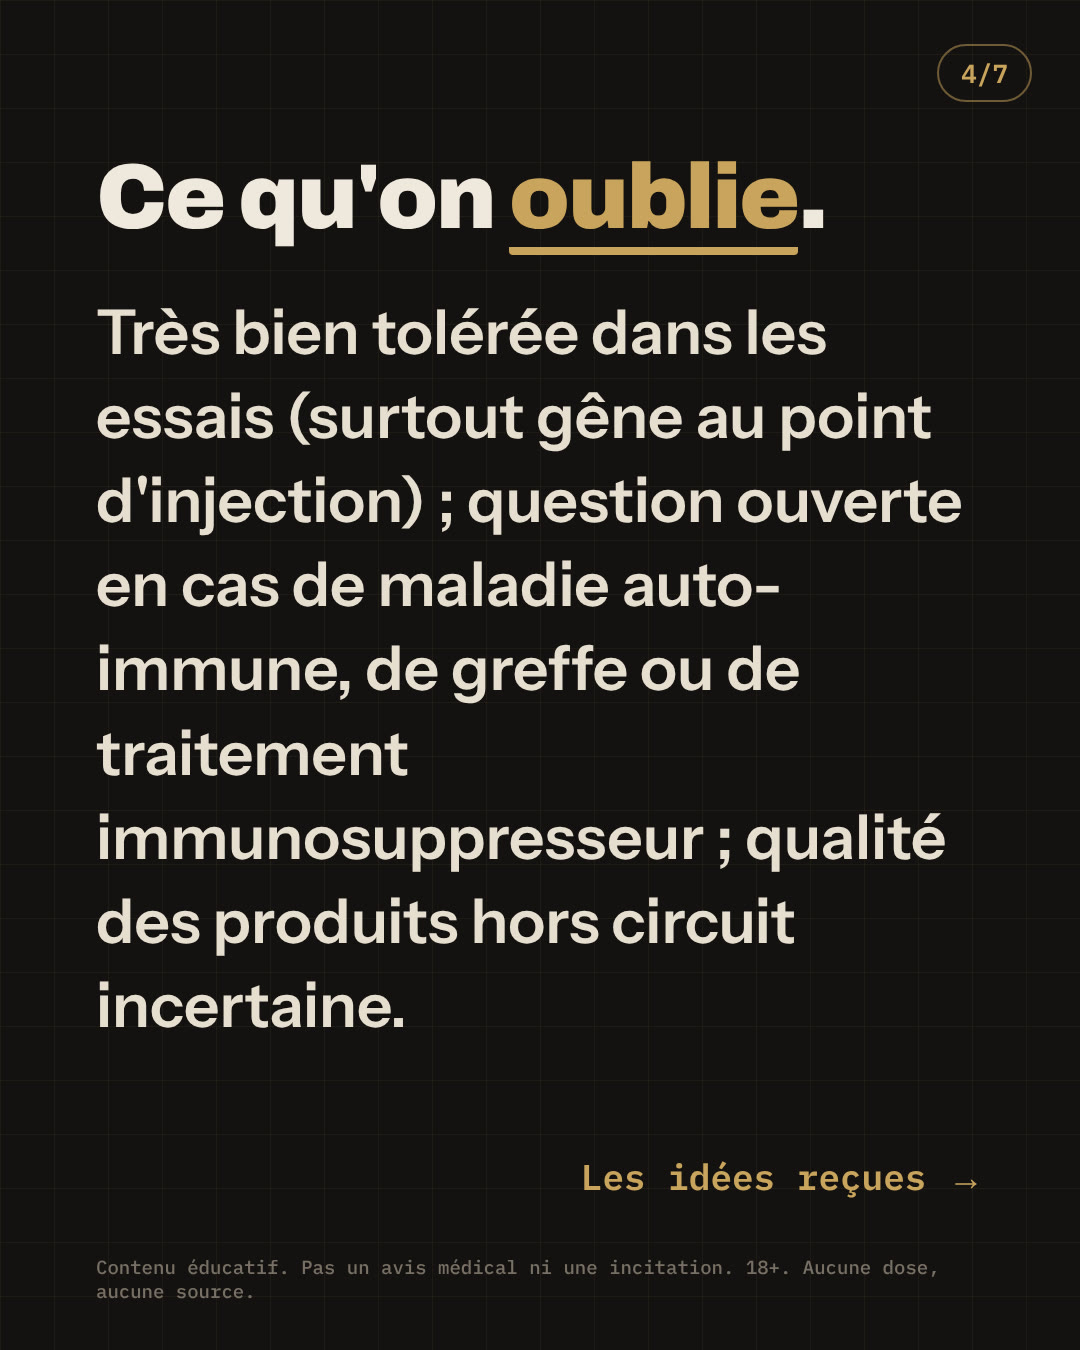 4/7
Ce qu'on oublie.
Très bien tolérée dans les
essais (surtout gêne au point
d'injection) ; question ouverte
en cas de maladie auto-
immune, de greffe ou de
traitement
immunosuppresseur ; qualité
des produits hors circuit
incertaine.
Les idées reçues →
Contenu éducatif. Pas un avis médical ni une incitation. 18+. Aucune dose,
aucune source.